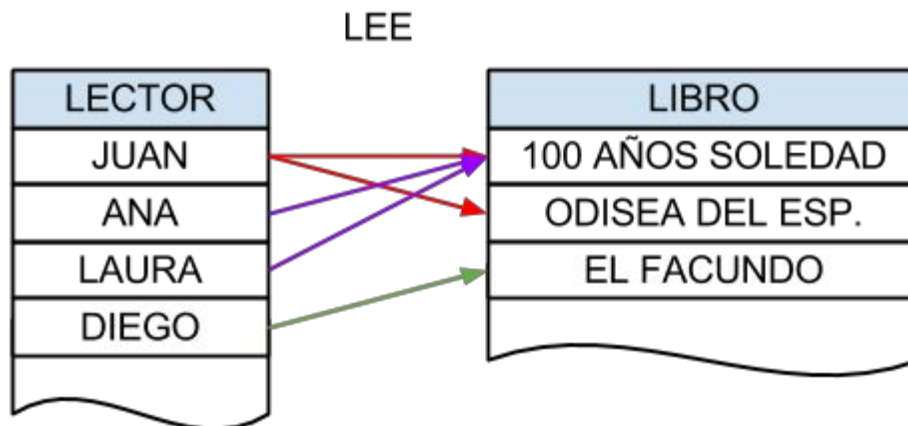 LEE
LECTOR
JUAN
ANA
LAURA
DIEGO
LIBRO
100 AÑOS SOLEDAD
ODISEA DEL ESP.
EL FACUNDO